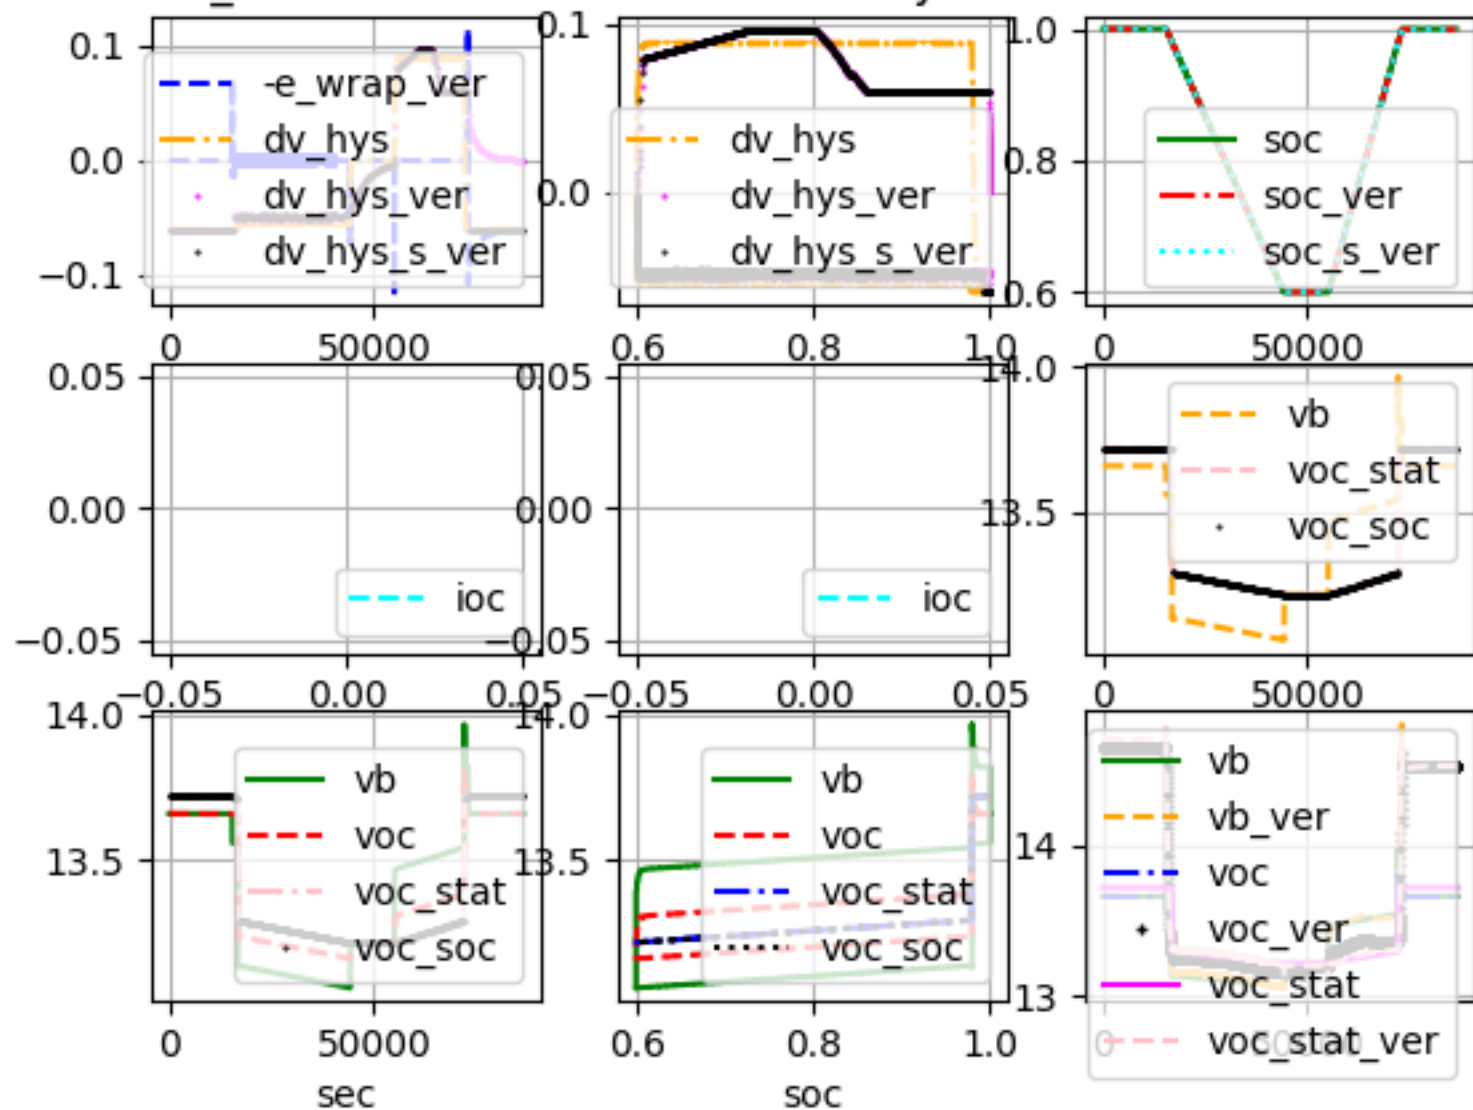 0.1
0.0
−0.1
-e_wrap_ver
dv_hys
dv_hys_ver
dv_hys_s_ver
0
50000
0.1
0.0
dv_hys
dv_hys_ver
dv_hys_s_ver
0.6
0.8
1.0
1.0
0.8
0.6
soc
soc_ver
soc_s_ver
0
50000
0.05
0.00
−0.05
ioc
−0.05
0.00
0.05
0.05
0.00
−0.05
ioc
−0.05
0.00
0.05
14.0
13.5
vb
voc_stat
voc_soc
0
50000
14.0
13.5
vb
voc
voc_stat
voc_soc
0
50000
sec
14.0
13.5
vb
voc
voc_stat
voc_soc
0.6
0.8
1.0
soc
14
13
vb
vb_ver
voc
voc_ver
voc_stat
voc_stat_ver
0
50000